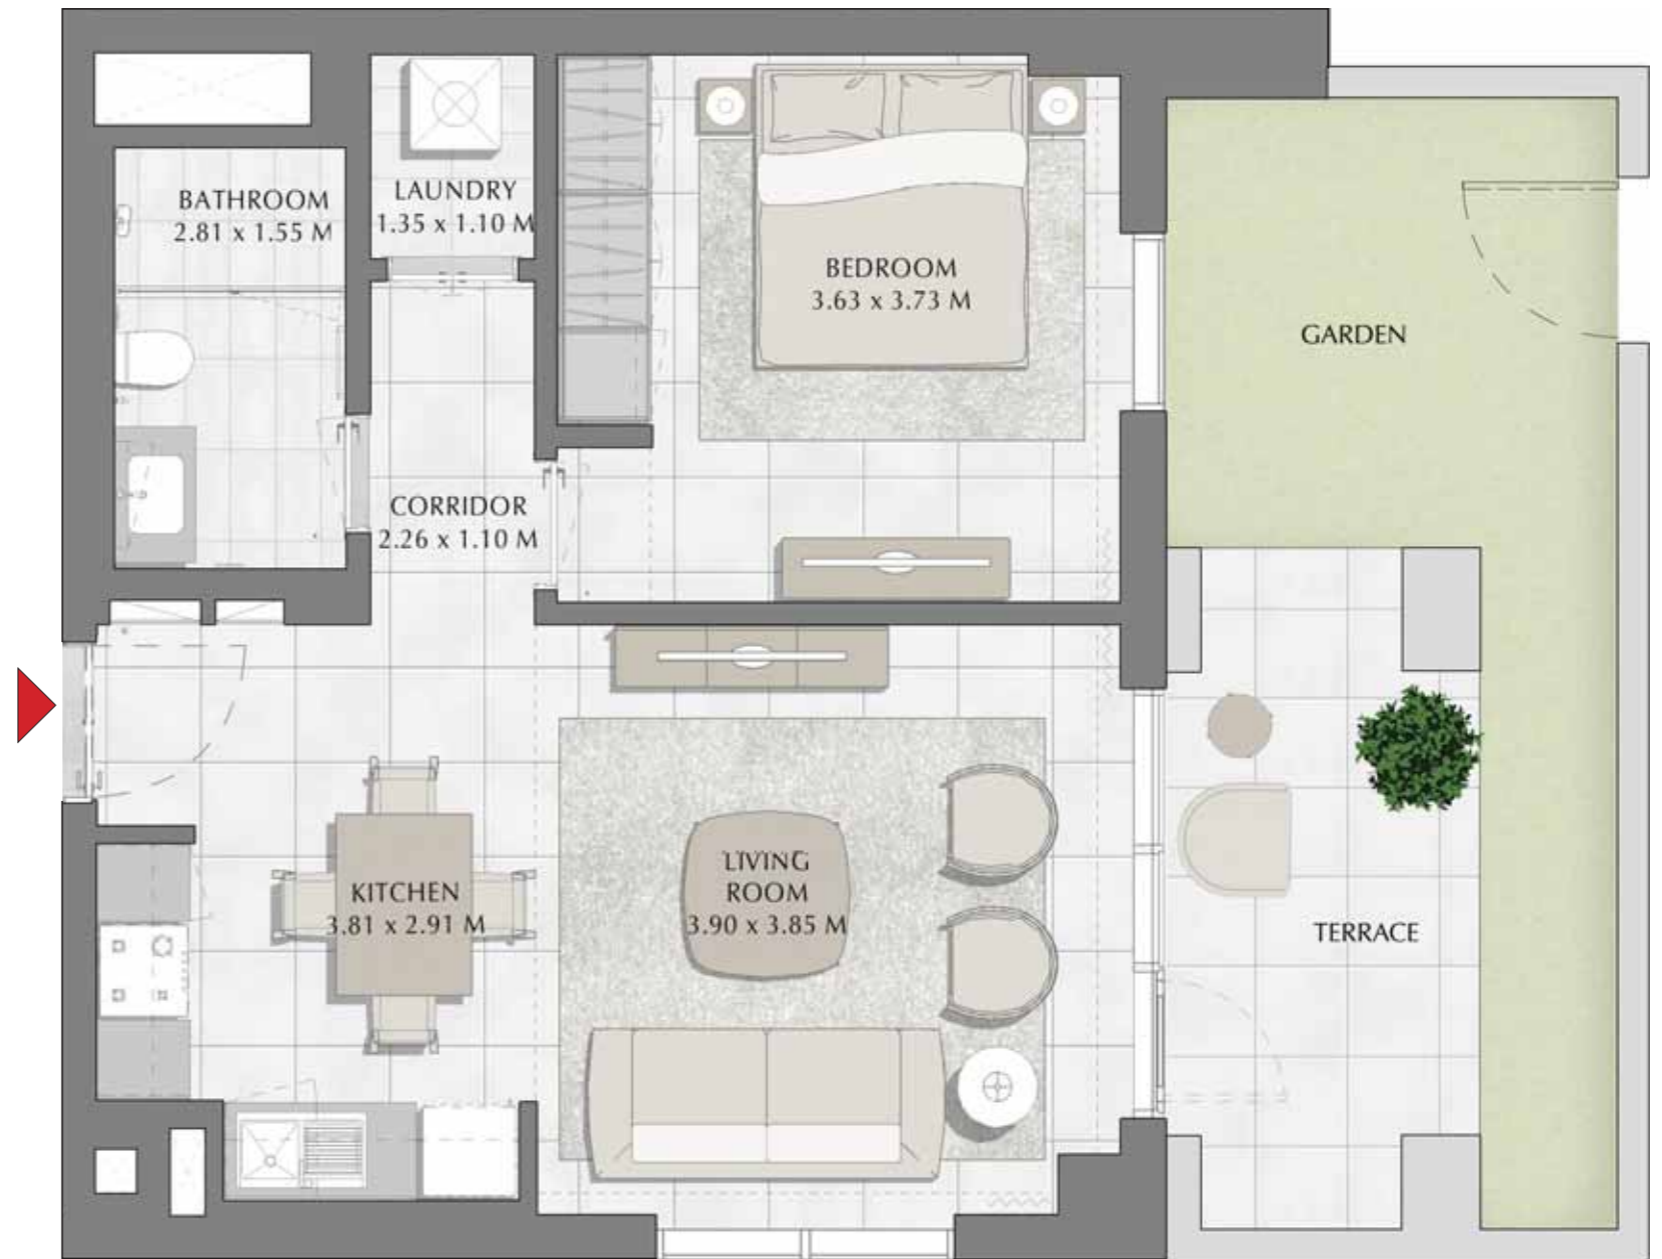 BATHROOM
2.81 x 1.55 M
LAUNDRY
1.35 x 1.10 M
BEDROOM
3.63 x 3.73 M
GARDEN
CORRIDOR
2.26 x 1.10 M
KITCHEN
3.81 x 2.91 M
LIVING
ROOM
3.90 x 3.85 M
TERRACE